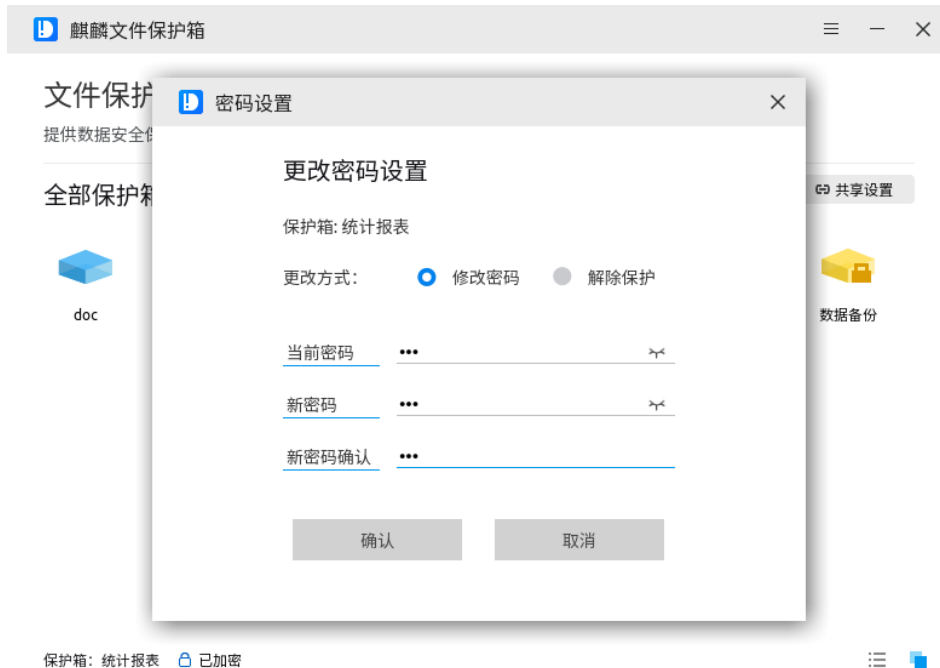 麒麟文件保护箱
文件保护
提供数据安全
全部保护
共享设置
doc
数据备份
密码设置
更改密码设置
保护箱: 统计报表
更改方式: 修改密码 解除保护
当前密码 •••
新密码 •••
新密码确认 •••
确认 取消
保护箱: 统计报表 已加密